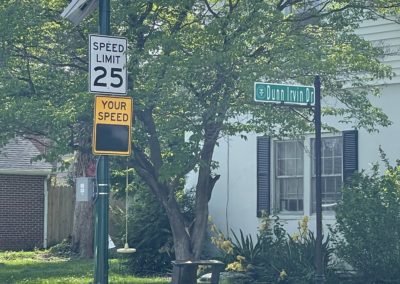 SPEED
LIMIT
25
YOUR
SPEED
Dunn Irvin Dr